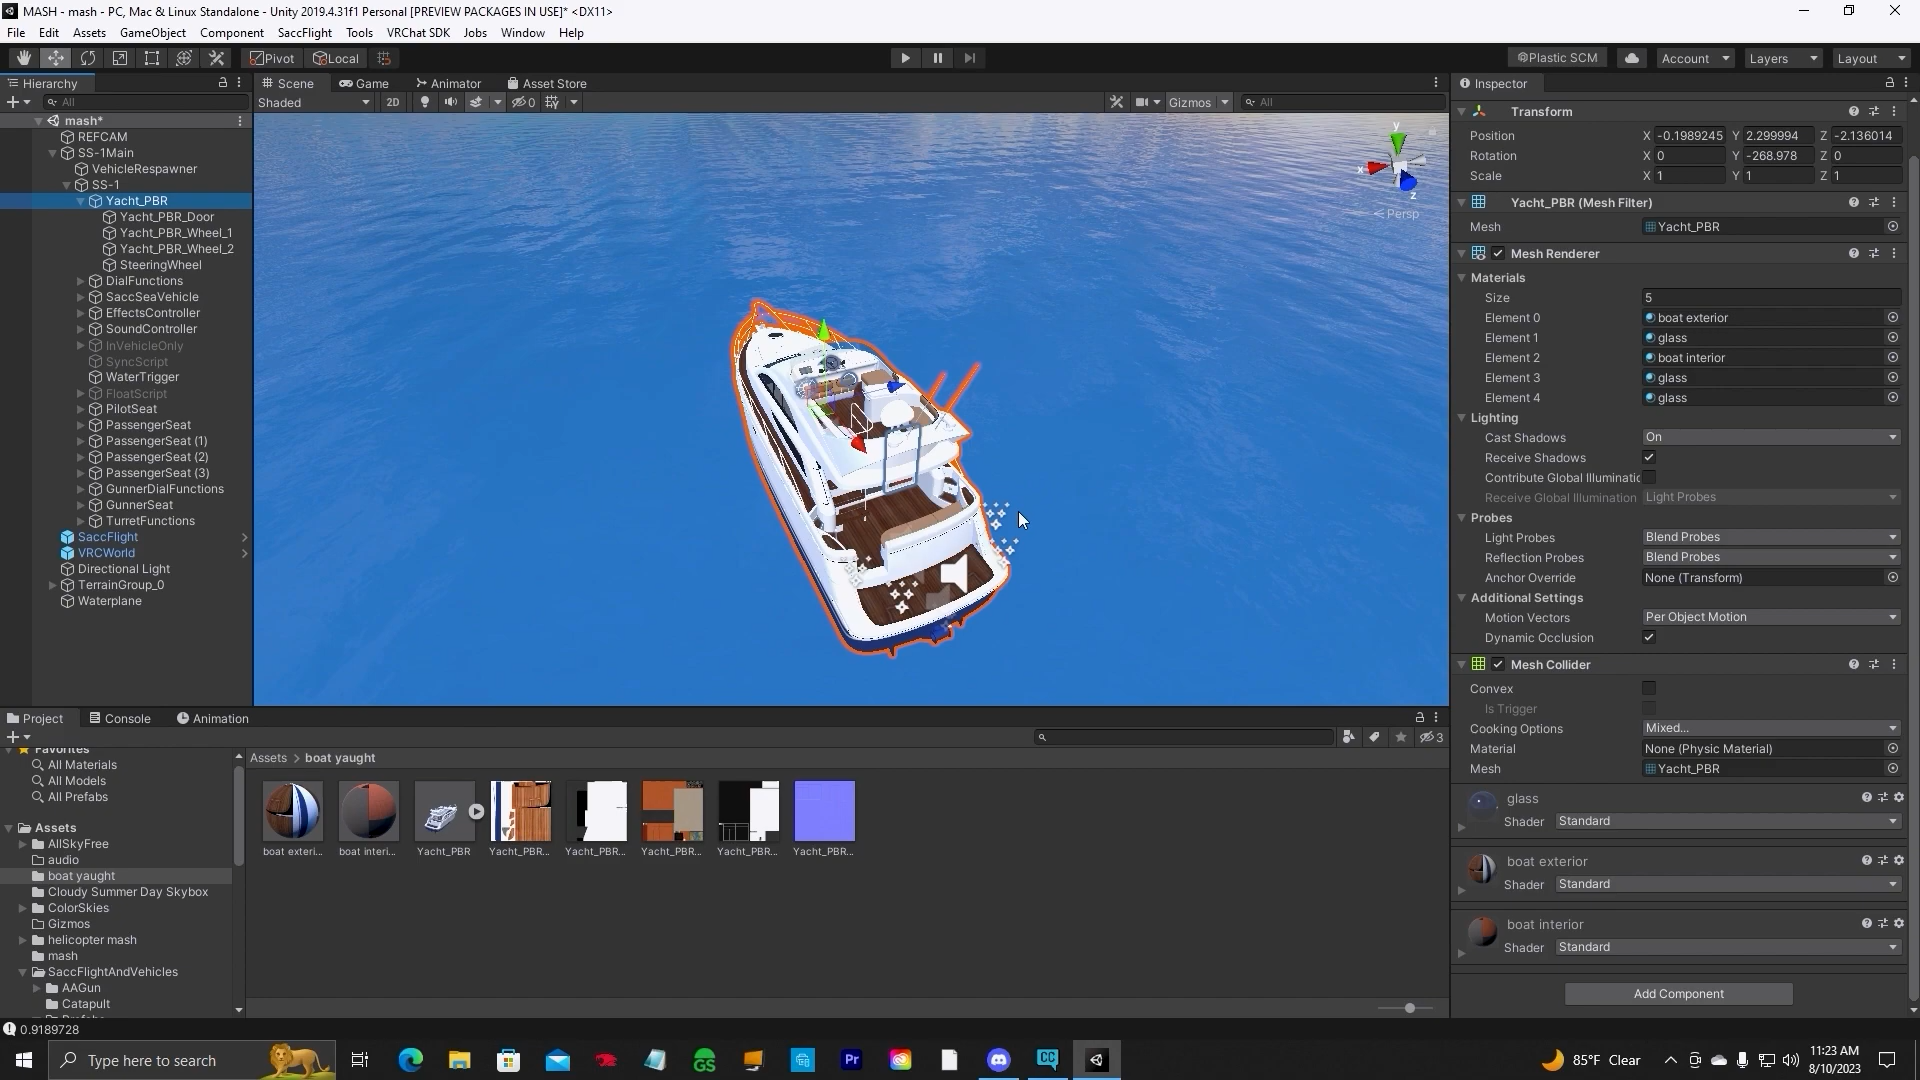 MASH - mash - PC, Mac & Linux Standalone - Unity 2019.4.31f1 Personal [PREVIEW PACKAGES IN USE]* <DX11>
File Edit Assets GameObject Component SaccFlight Tools VRChat SDK Jobs Window Help
Pivot Local Plastic SCM Account Layers Layout
Hierarchy
All
mash*
REFCAM
SS-1Main
VehicleRespawner
SS-1
Yacht_PBR
Yacht_PBR_Door
Yacht_PBR_Wheel_1
Yacht_PBR_Wheel_2
SteeringWheel
DialFunctions
SaccSeaVehicle
EffectsController
SoundController
InVehicleOnly
SyncScript
WaterTrigger
FloatScript
PilotSeat
PassengerSeat
PassengerSeat (1)
PassengerSeat (2)
PassengerSeat (3)
GunnerDialFunctions
GunnerSeat
TurretFunctions
SaccFlight
VRCWorld
Directional Light
TerrainGroup_0
Waterplane
Scene Game Animator Asset Store
Shaded 2D 0 Gizmos All
y
x
z
< Persp
Inspector
Transform
Position X -0.1989245 Y 2.299994 Z -2.136014
Rotation X 0 Y -268.978 Z 0
Scale X 1 Y 1 Z 1
Yacht_PBR (Mesh Filter)
Mesh Yacht_PBR
Mesh Renderer
Materials
Size 5
Element 0 boat exterior
Element 1 glass
Element 2 boat interior
Element 3 glass
Element 4 glass
Lighting
Cast Shadows On
Receive Shadows
Contribute Global Illuminatic
Receive Global Illumination Light Probes
Probes
Light Probes Blend Probes
Reflection Probes Blend Probes
Anchor Override None (Transform)
Additional Settings
Motion Vectors Per Object Motion
Dynamic Occlusion
Mesh Collider
Convex
Is Trigger
Cooking Options Mixed...
Material None (Physic Material)
Mesh Yacht_PBR
glass
Shader Standard
boat exterior
Shader Standard
boat interior
Shader Standard
Add Component
Project Console Animation
3
Favorites
All Materials
All Models
All Prefabs
Assets
AllSkyFree
audio
boat yaught
Cloudy Summer Day Skybox
ColorSkies
Gizmos
helicopter mash
mash
SaccFlightAndVehicles
AAGun
Catapult
Assets > boat yaught
boat exteri... boat interi... Yacht_PBR Yacht_PBR... Yacht_PBR... Yacht_PBR... Yacht_PBR... Yacht_PBR...
0.9189728
Type here to search
GS
Pr
CC
85°F Clear
11:23 AM
8/10/2023